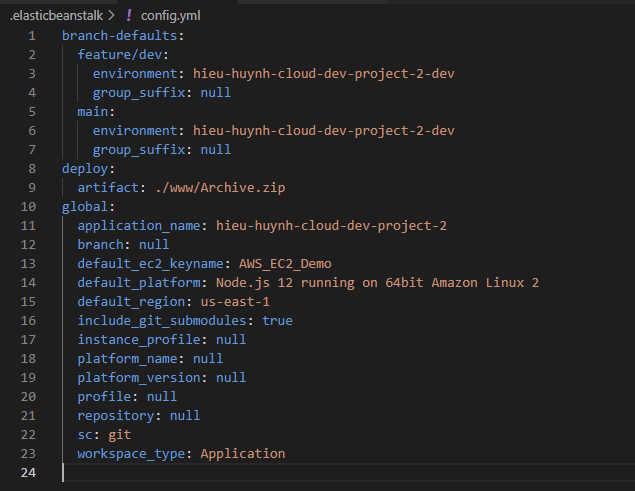 .elasticbeanstalk > ! config.yml
1 branch-defaults:
2   feature/dev:
3     environment: hieu-huynh-cloud-dev-project-2-dev
4     group_suffix: null
5   main:
6     environment: hieu-huynh-cloud-dev-project-2-dev
7     group_suffix: null
8 deploy:
9   artifact: ./www/Archive.zip
10 global:
11   application_name: hieu-huynh-cloud-dev-project-2
12   branch: null
13   default_ec2_keyname: AWS_EC2_Demo
14   default_platform: Node.js 12 running on 64bit Amazon Linux 2
15   default_region: us-east-1
16   include_git_submodules: true
17   instance_profile: null
18   platform_name: null
19   platform_version: null
20   profile: null
21   repository: null
22   sc: git
23   workspace_type: Application
24